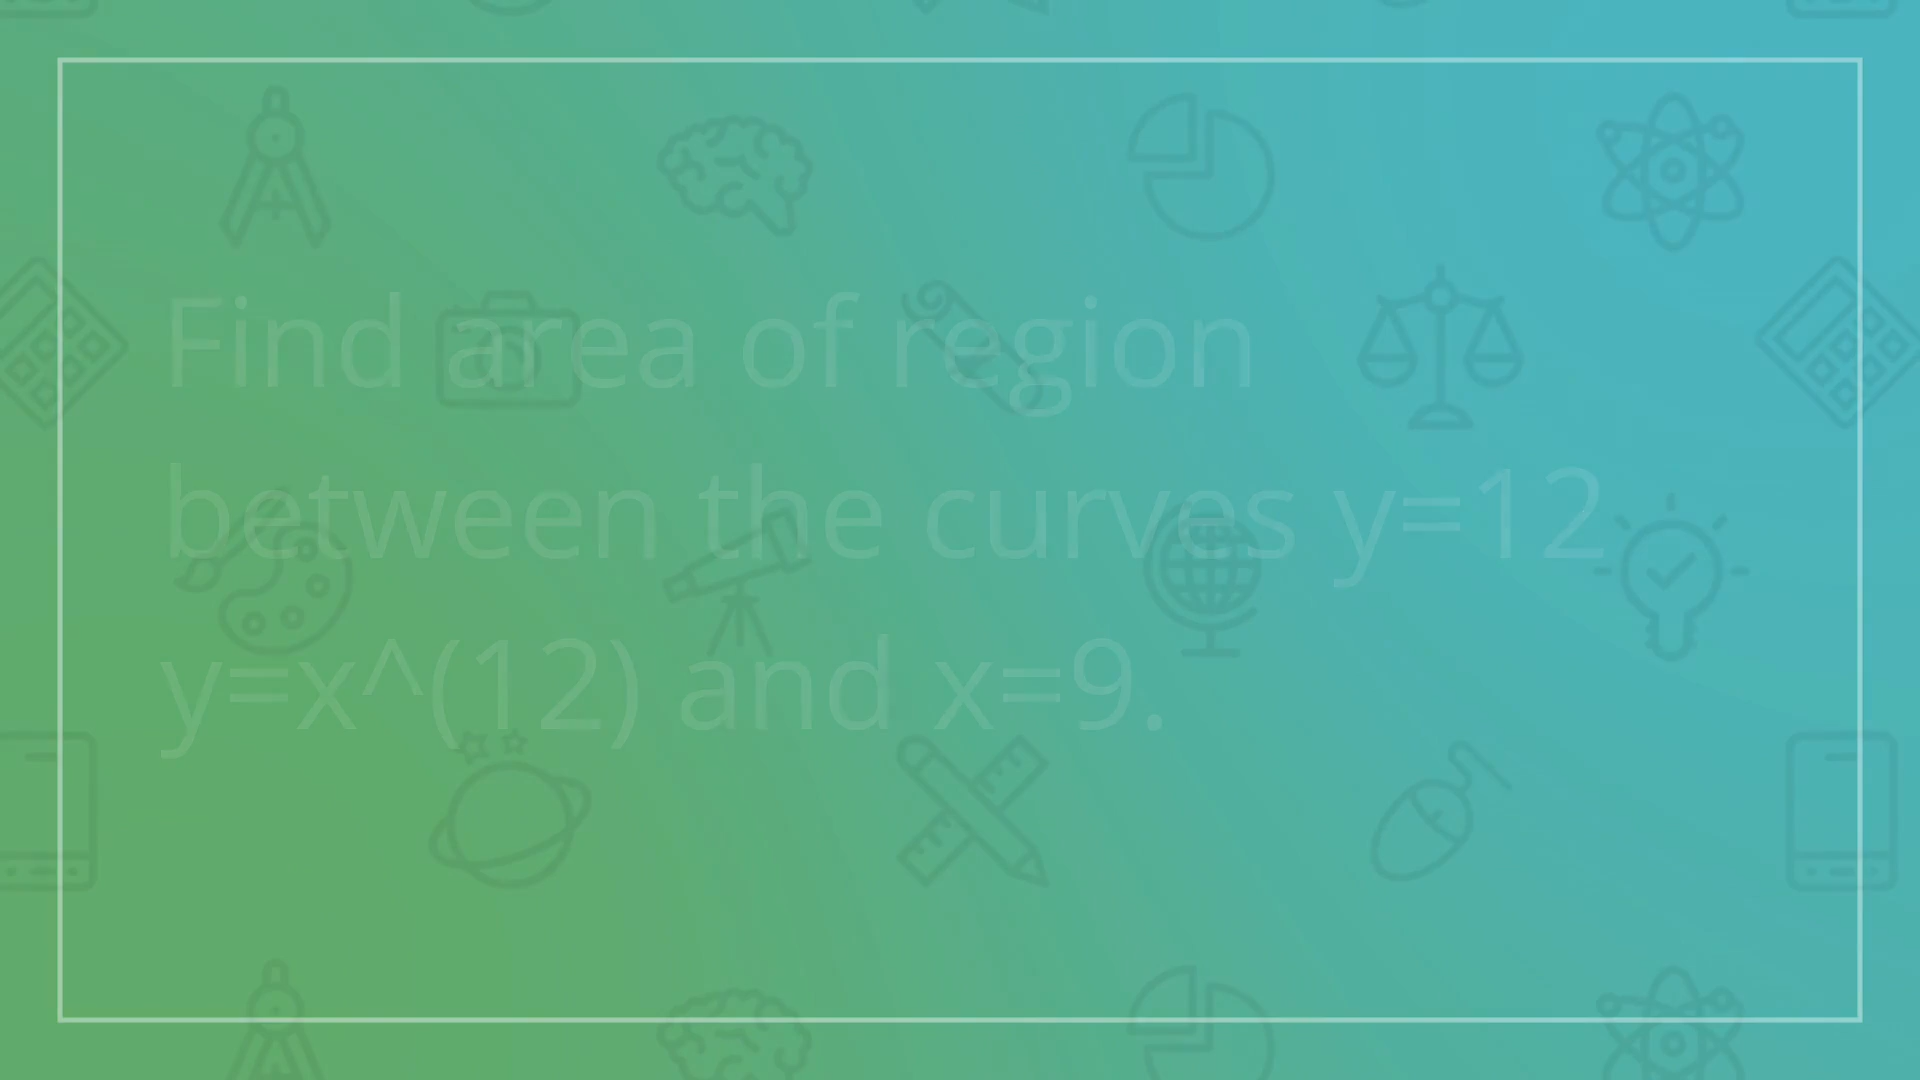 Find area of region
between the curves y=12
y=x^(12) and x=9.